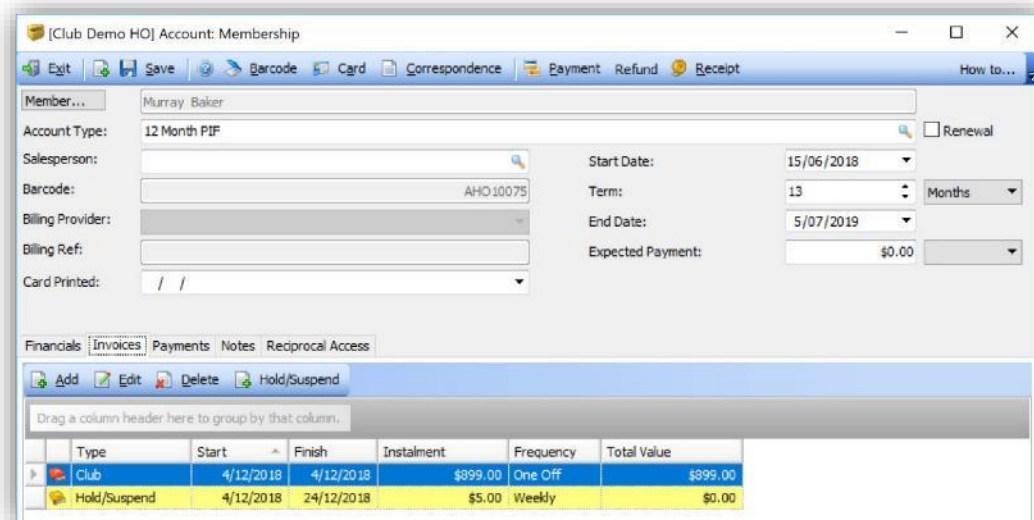 [Club Demo HO] Account: Membership
Exit Save Barcode Card Correspondence Payment Refund Receipt How to...
Member... Murray Baker
Account Type: 12 Month PIF Renewal
Salesperson: Start Date: 15/06/2018
Barcode: AHO10075 Term: 13 Months
Billing Provider: End Date: 5/07/2019
Billing Ref: Expected Payment: $0.00
Card Printed: / /
Financials Invoices Payments Notes Reciprocal Access
Add Edit Delete Hold/Suspend
Drag a column header here to group by that column.
Type Start Finish Instalment Frequency Total Value
Club 4/12/2018 4/12/2018 $899.00 One Off $899.00
Hold/Suspend 4/12/2018 24/12/2018 $5.00 Weekly $0.00